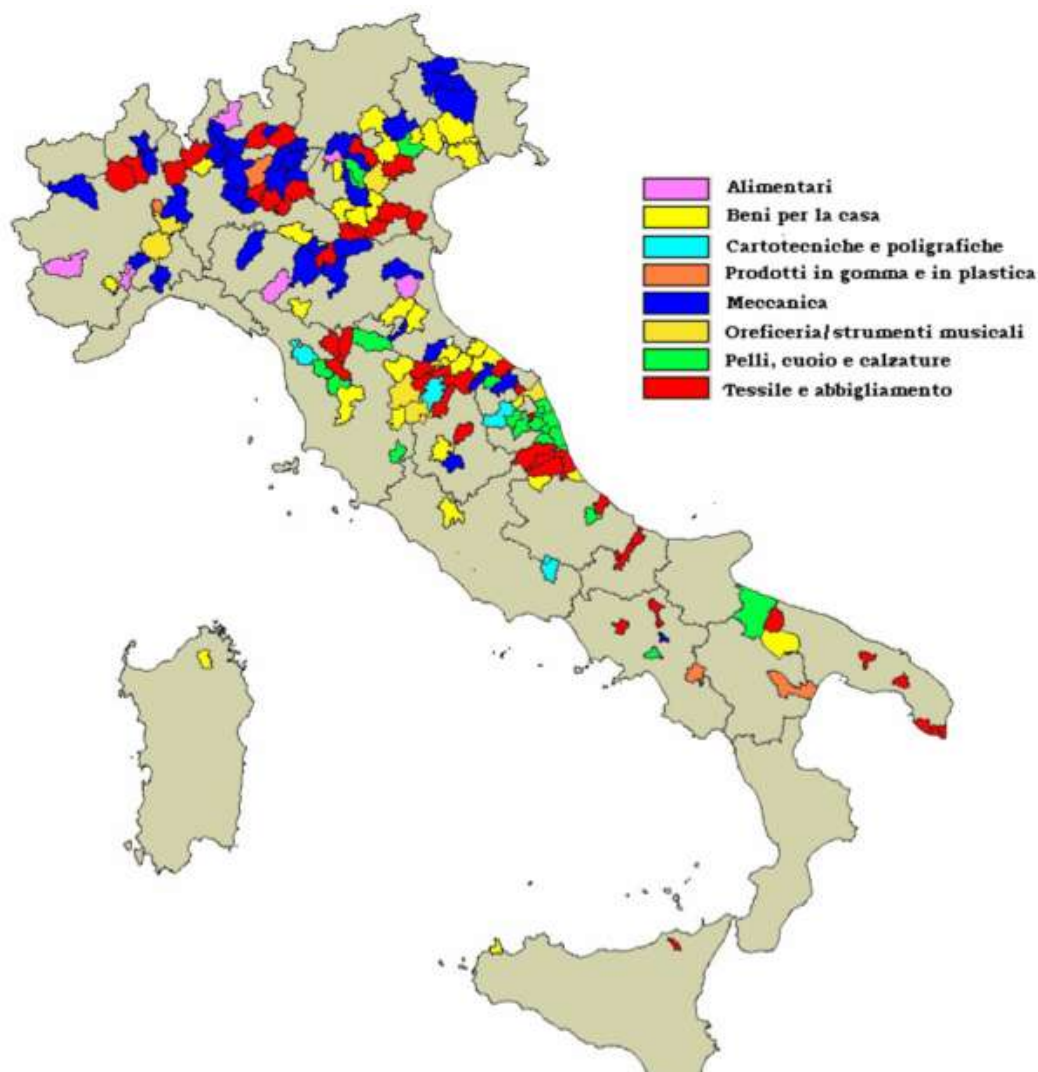 Alimentari
Beni per la casa
Cartotecniche e poligrafiche
Prodotti in gomma e in plastica
Meccanica
Oreficeria/strumenti musicali
Pelli, cuoio e calzature
Tessile e abbigliamento